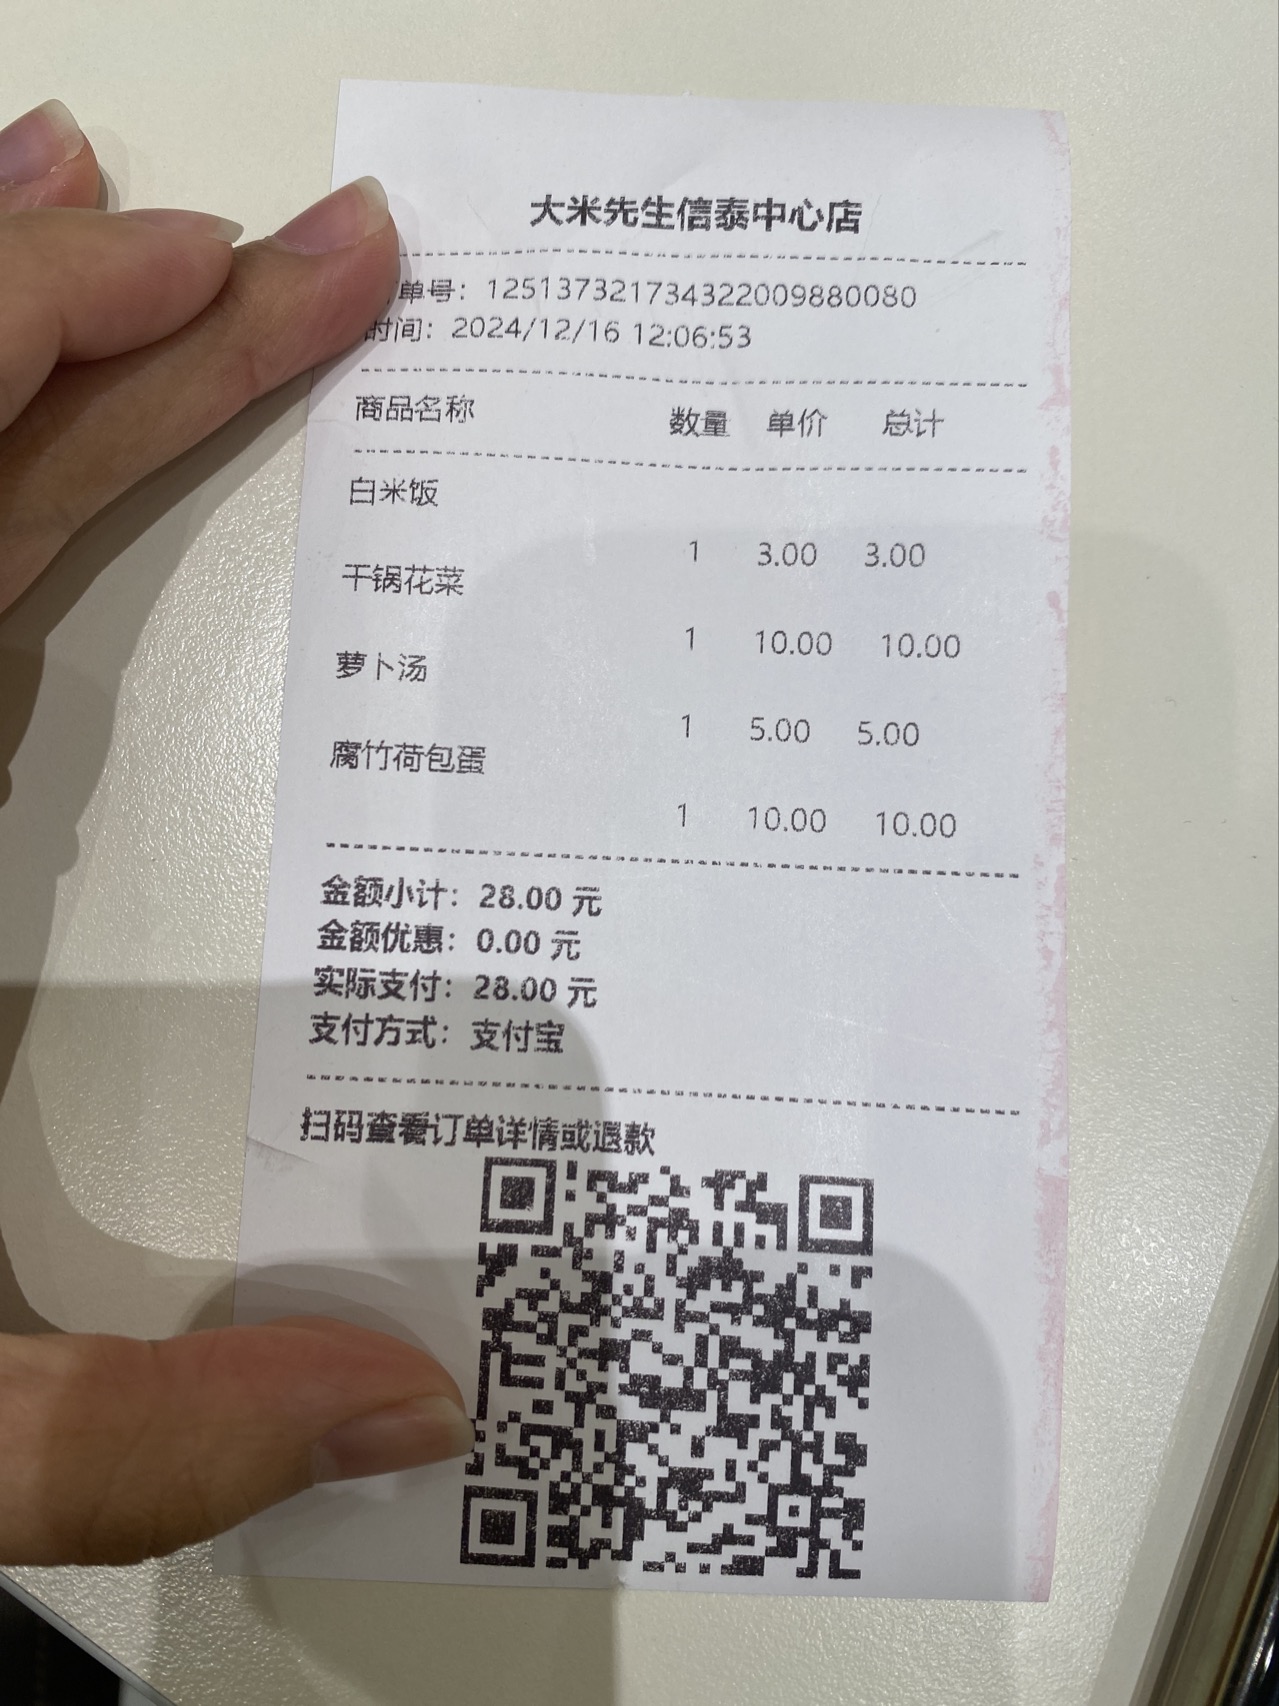 大米先生信泰中心店
单号：1251373217343220098​80080
时间：2024/12/16 12:06:53
商品名称 数量 单价 总计
白米饭
1 3.00 3.00
干锅花菜
1 10.00 10.00
萝卜汤
1 5.00 5.00
腐竹荷包蛋
1 10.00 10.00
金额小计：28.00 元
金额优惠：0.00 元
实际支付：28.00 元
支付方式：支付宝
扫码查看订单详情或退款